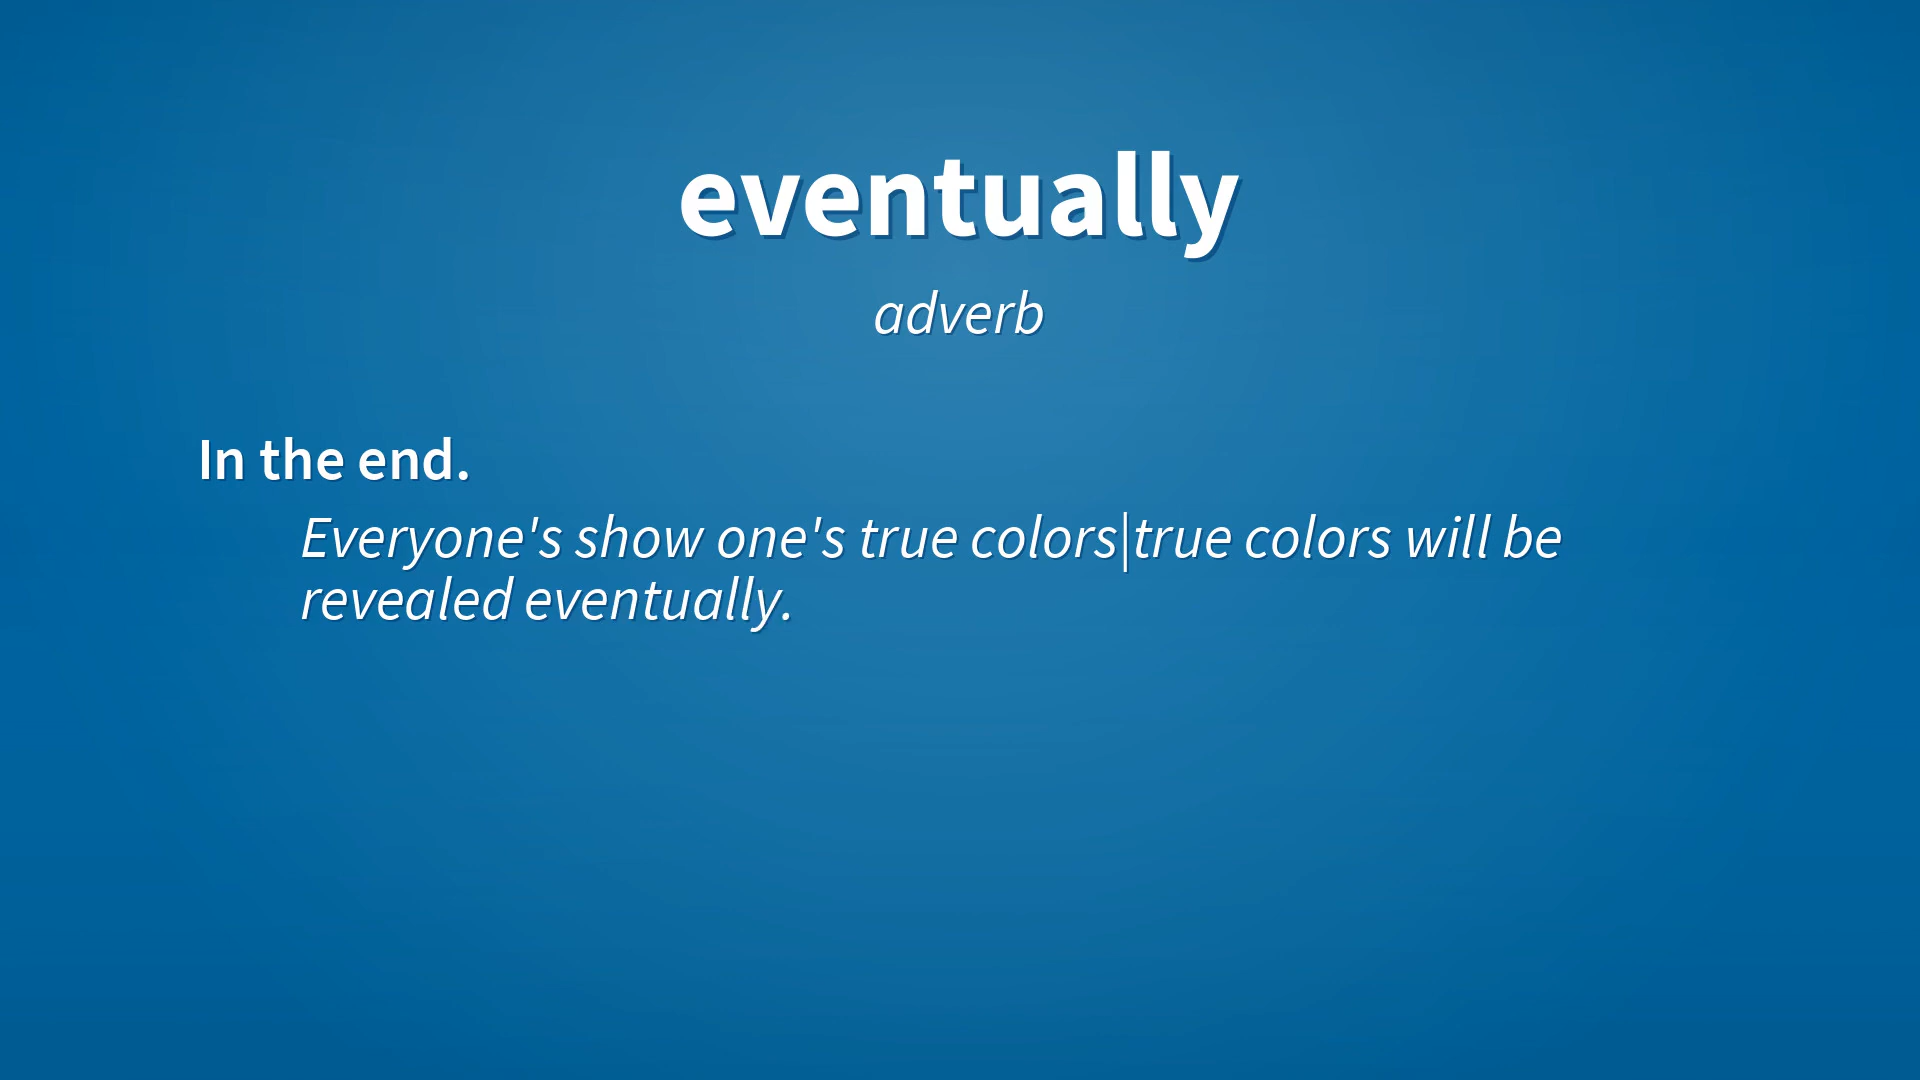 eventually
adverb
In the end.
Everyone's show one's true colors|true colors will be
revealed eventually.